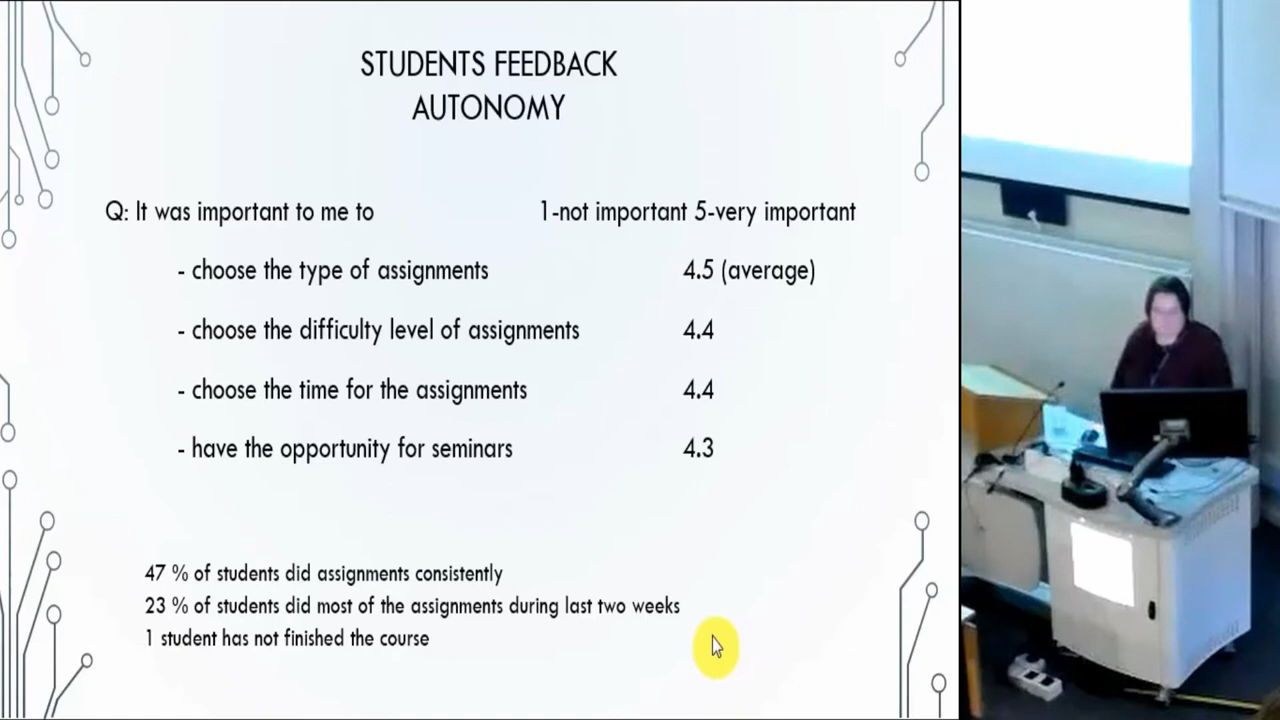 STUDENTS FEEDBACK
AUTONOMY
Q: It was important to me to 1-not important 5-very important
- choose the type of assignments 4.5 (average)
- choose the difficulty level of assignments 4.4
- choose the time for the assignments 4.4
- have the opportunity for seminars 4.3
47 % of students did assignments consistently
23 % of students did most of the assignments during last two weeks
1 student has not finished the course